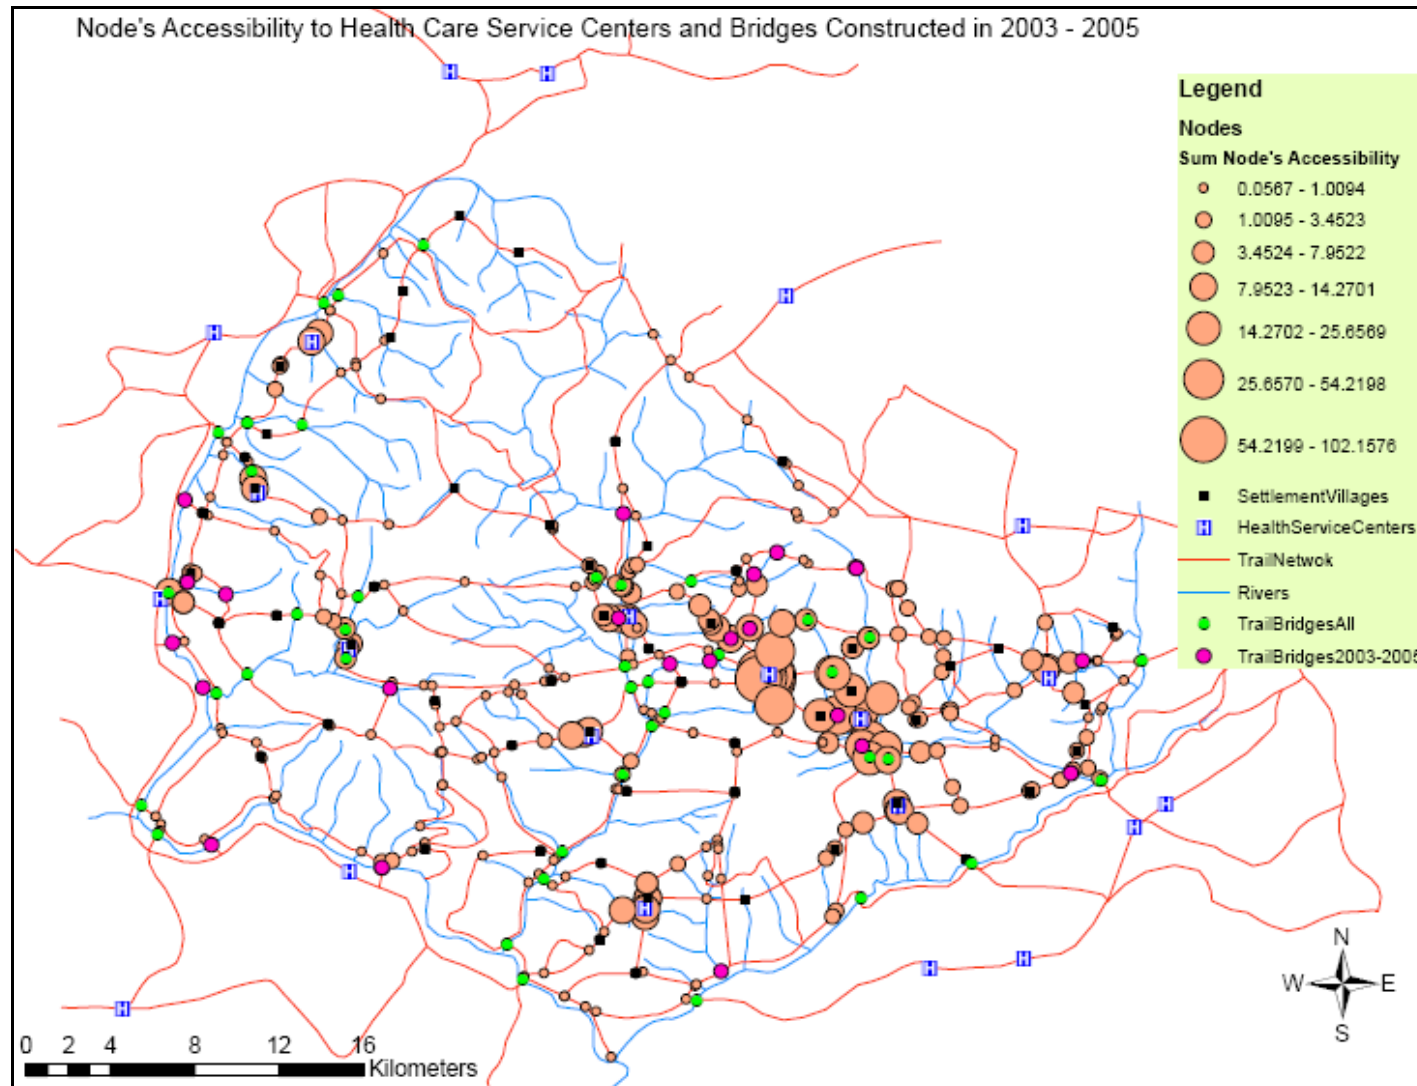 Node's Accessibility to Health Care Service Centers and Bridges Constructed in 2003 - 2005
Legend
Nodes
Sum Node's Accessibility
0.0567 - 1.0094
1.0095 - 3.4523
3.4524 - 7.9522
7.9523 - 14.2701
14.2702 - 25.6569
25.6570 - 54.2198
54.2199 - 102.1576
SettlementVillages
H HealthServiceCenters
TrailNetwok
Rivers
TrailBridgesAll
TrailBridges2003-2005
N
W E
S
0 2 4 8 12 16
Kilometers